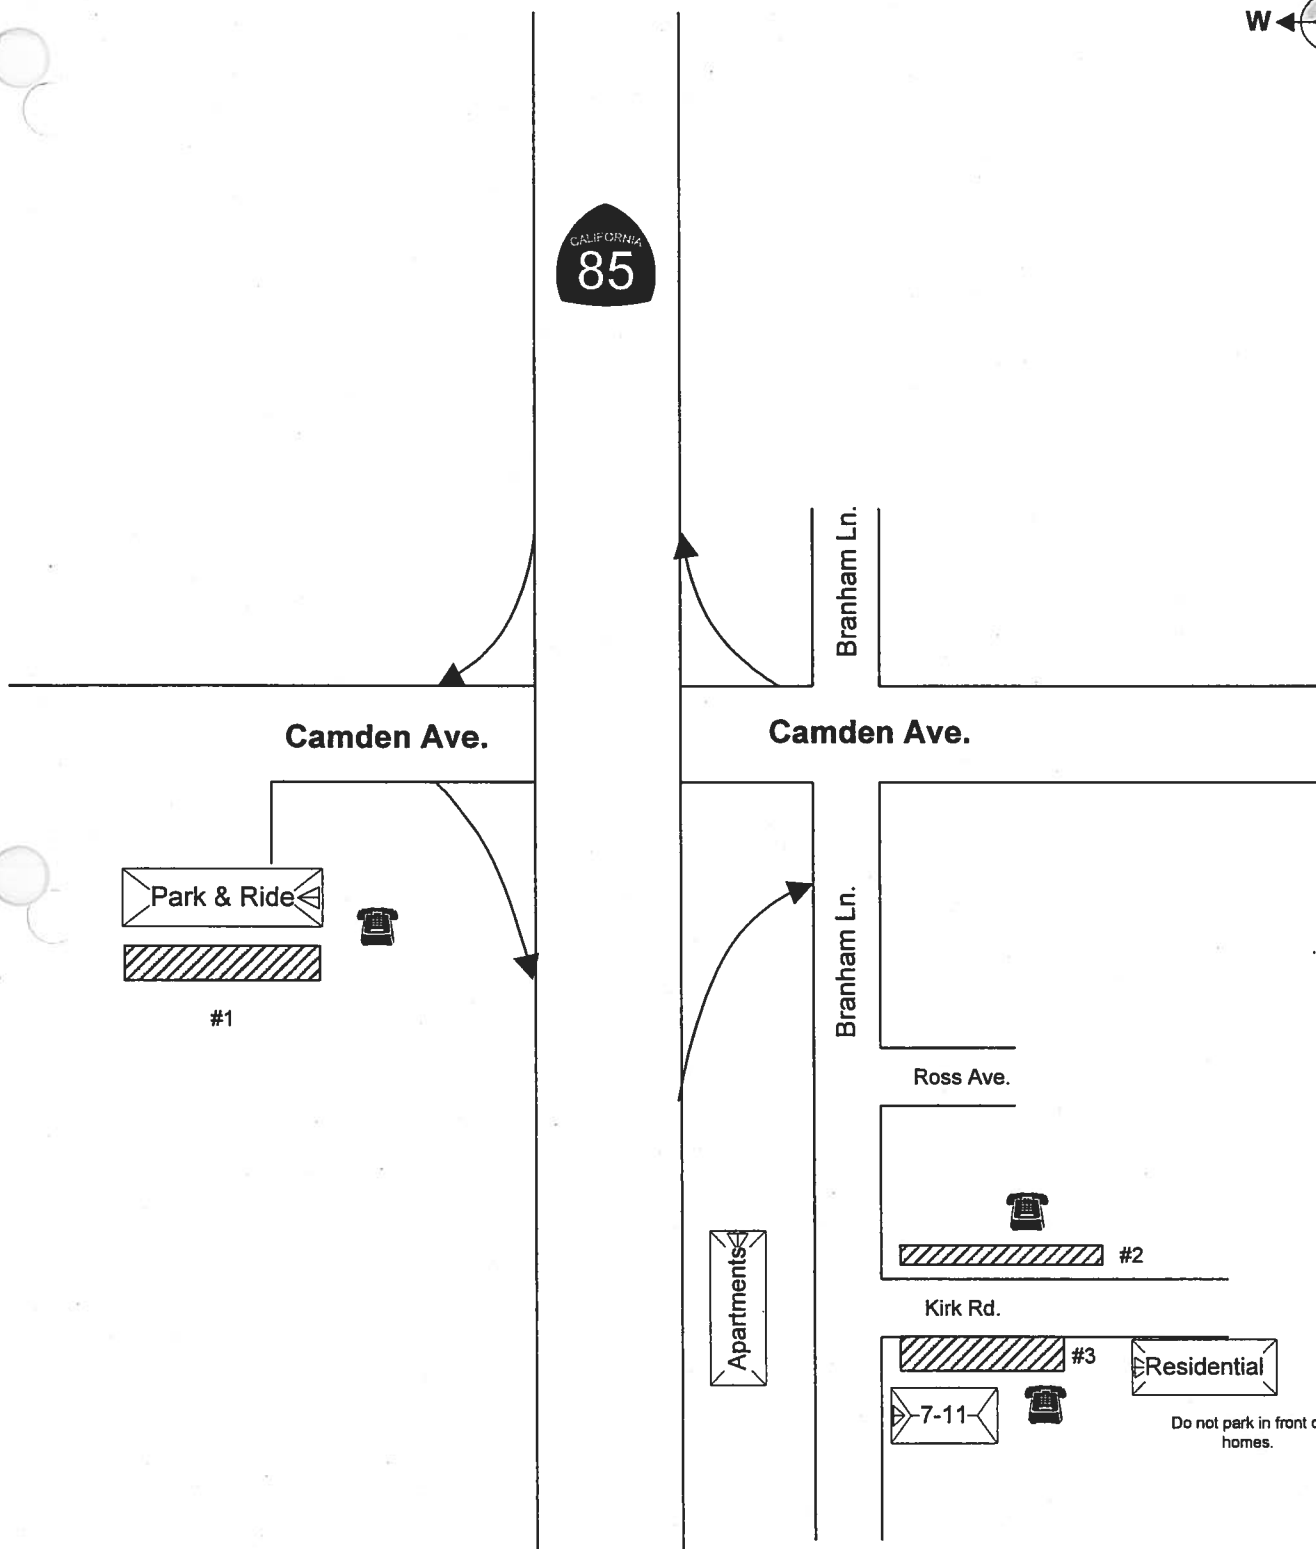 W
CALIFORNIA
85
Branham Ln.
Camden Ave.
Camden Ave.
Park & Ride
#1
Branham Ln.
Ross Ave.
#2
Kirk Rd.
Apartments
#3
Residential
7-11
Do not park in front
homes.